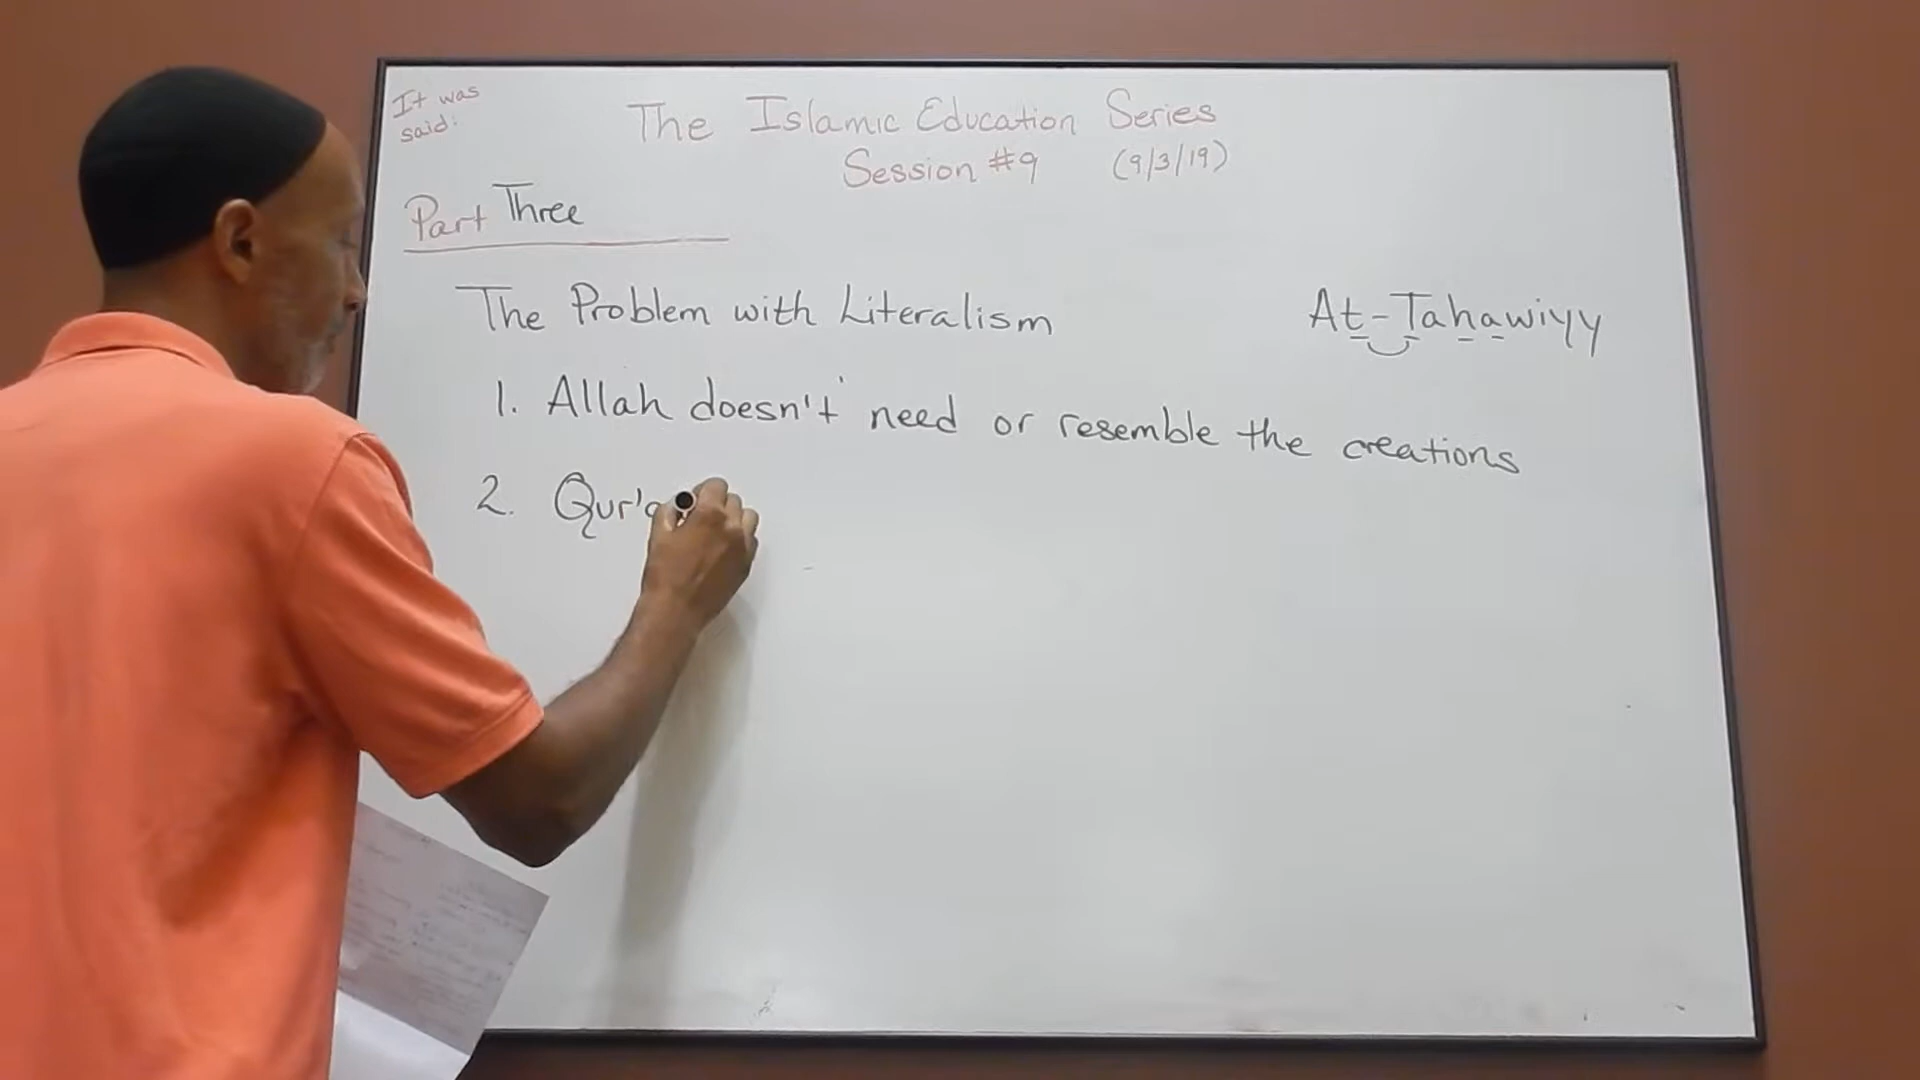 It was
said:
The Islamic Education Series
Session #9 (9/3/19)
Part Three
The Problem with Literalism
At-Tahawiyy
1. Allah doesn't need or resemble the creations
2. Qur'a